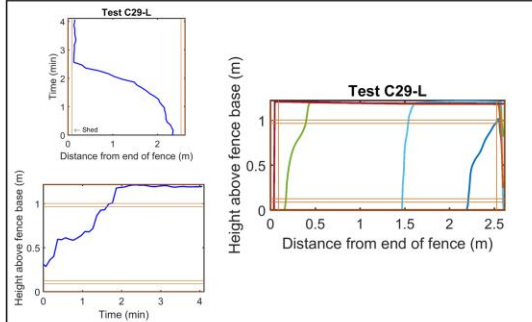 Test C29-L
4
3
2
1
0
Time (min)
← Shed
0
1
2
Distance from end of fence (m)
Height above fence base (m)
1
0.5
0
0
1
2
3
4
Time (min)
Test C29-L
Height above fence base (m)
1
0.5
0
0
0.5
1
1.5
2
2.5
Distance from end of fence (m)